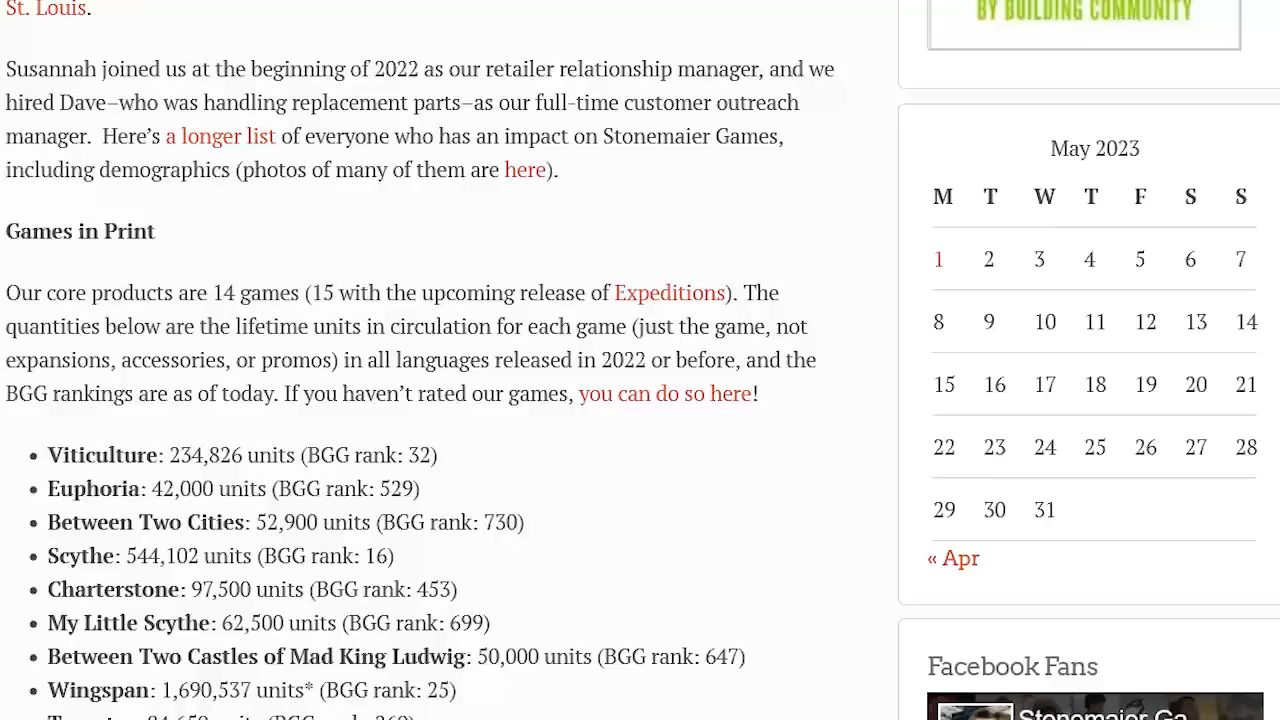 St. Louis.
Susannah joined us at the beginning of 2022 as our retailer relationship manager, and we
hired Dave–who was handling replacement parts–as our full-time customer outreach
manager.  Here’s a longer list of everyone who has an impact on Stonemaier Games,
including demographics (photos of many of them are here).
Games in Print
Our core products are 14 games (15 with the upcoming release of Expeditions). The
quantities below are the lifetime units in circulation for each game (just the game, not
expansions, accessories, or promos) in all languages released in 2022 or before, and the
BGG rankings are as of today. If you haven’t rated our games, you can do so here!
• Viticulture: 234,826 units (BGG rank: 32)
• Euphoria: 42,000 units (BGG rank: 529)
• Between Two Cities: 52,900 units (BGG rank: 730)
• Scythe: 544,102 units (BGG rank: 16)
• Charterstone: 97,500 units (BGG rank: 453)
• My Little Scythe: 62,500 units (BGG rank: 699)
• Between Two Castles of Mad King Ludwig: 50,000 units (BGG rank: 647)
• Wingspan: 1,690,537 units* (BGG rank: 25)
BY BUILDING COMMUNITY
May 2023
M T W T F S S
1 2 3 4 5 6 7
8 9 10 11 12 13 14
15 16 17 18 19 20 21
22 23 24 25 26 27 28
29 30 31
« Apr
Facebook Fans
Stonemaier Ga